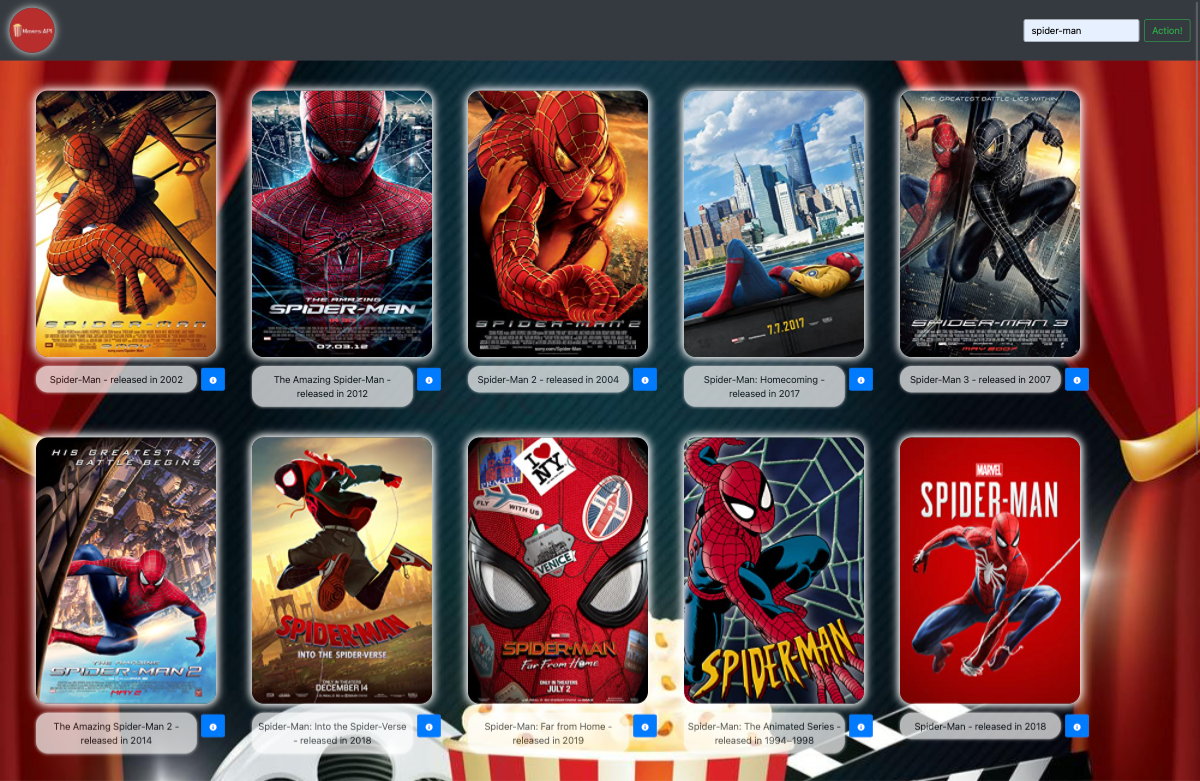 Movies API
spider-man
Action!
SPIDER-MAN
THE AMAZING
SPIDER-MAN
07.03.12
SPIDER-MAN 2
7.7.2017
THE GREATEST BATTLE LIES WITHIN
SPIDER-MAN 3
MAY 2007
Spider-Man - released in 2002
The Amazing Spider-Man -
released in 2012
Spider-Man 2 - released in 2004
Spider-Man: Homecoming -
released in 2017
Spider-Man 3 - released in 2007
HIS GREATEST
BATTLE BEGINS
THE AMAZING
SPIDER-MAN 2
MAY 2
SPIDER-MAN
INTO THE SPIDER-VERSE
ONLY IN THEATERS
DECEMBER 14
PRAGUE
I NY
FLY WITH US
VENICE
SPIDER-MAN
Far From Home
ONLY IN THEATERS
JULY 2
SPIDER-MAN
MARVEL
SPIDER-MAN
The Amazing Spider-Man 2 -
released in 2014
Spider-Man: Into the Spider-Verse
- released in 2018
Spider-Man: Far from Home -
released in 2019
Spider-Man: The Animated Series -
released in 1994–1998
Spider-Man - released in 2018